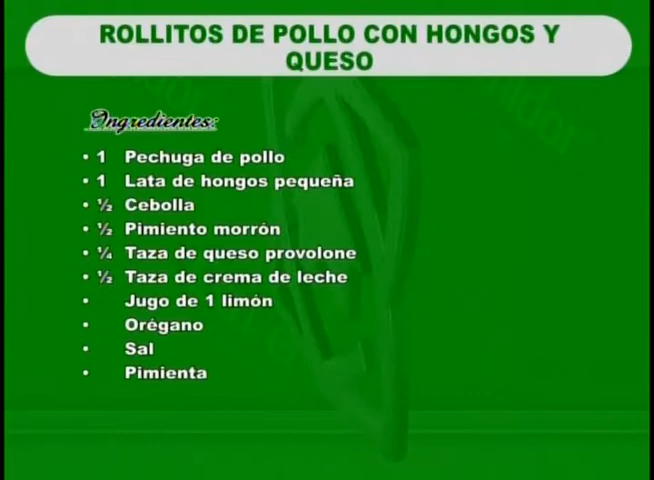 ROLLITOS DE POLLO CON HONGOS Y
QUESO
Ingredientes:
• 1 Pechuga de pollo
• 1 Lata de hongos pequeña
• ½ Cebolla
• ½ Pimiento morrón
• ¼ Taza de queso provolone
• ½ Taza de crema de leche
• Jugo de 1 limón
• Orégano
• Sal
• Pimienta